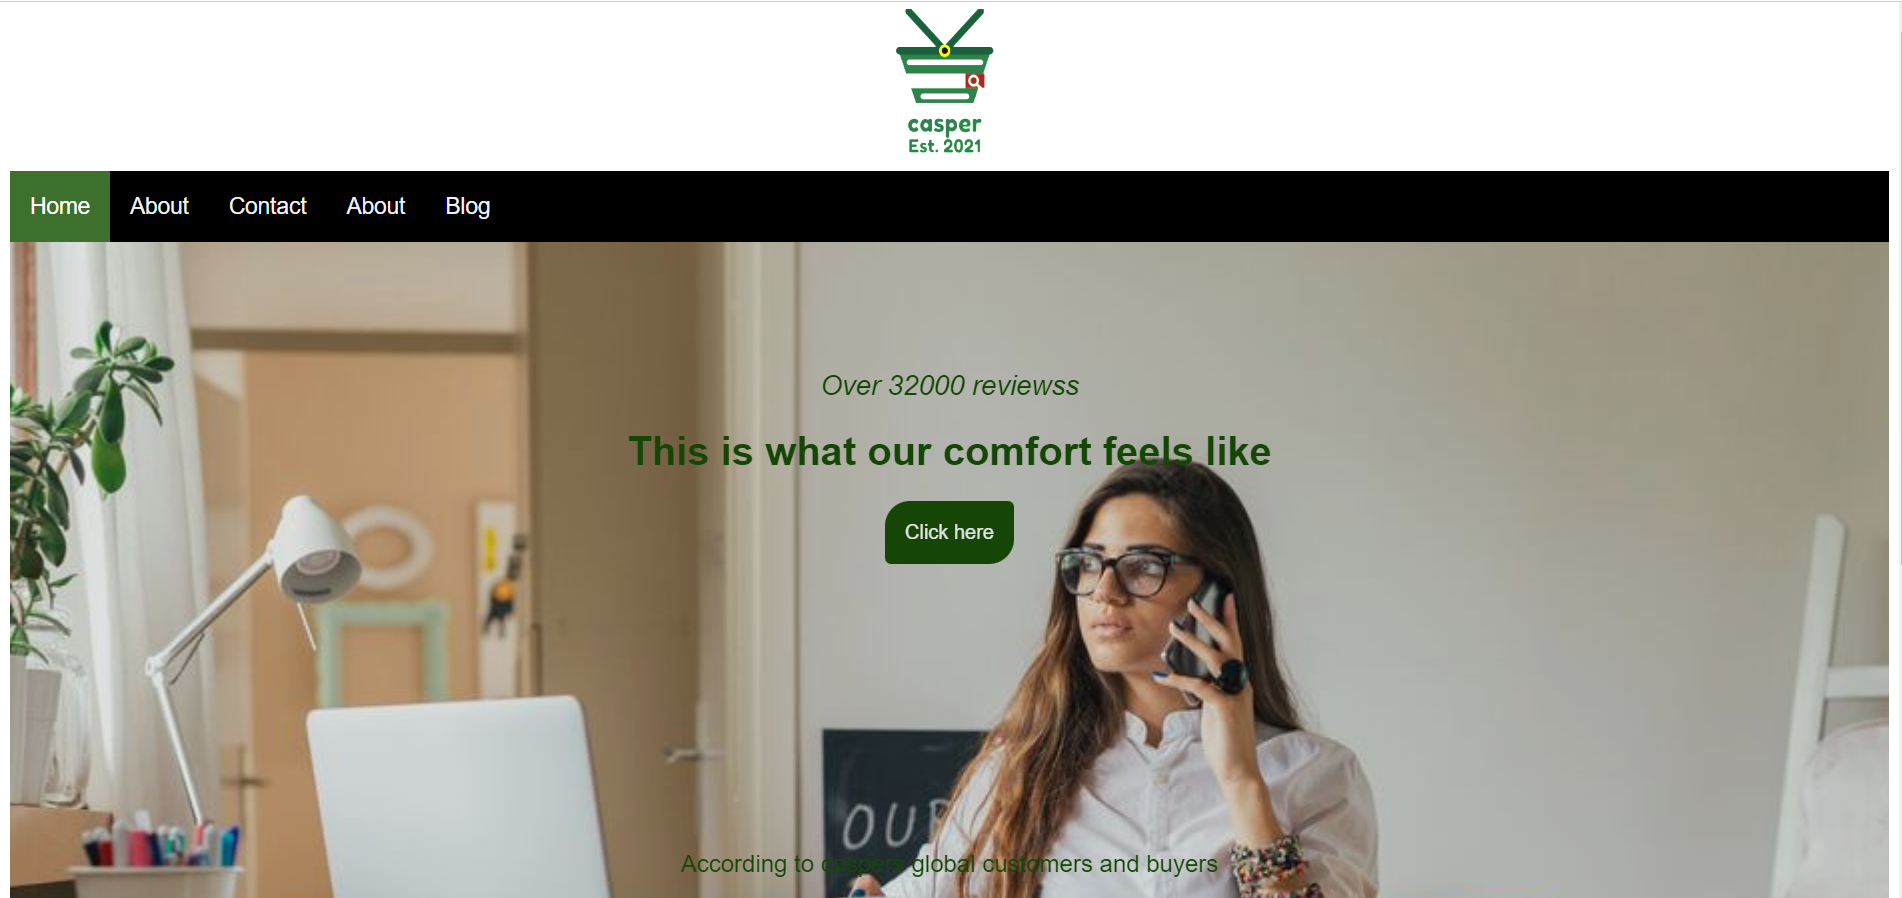 casper
Est. 2021
Home About Contact About Blog
Over 32000 reviewss
This is what our comfort feels like
Click here
OUR
According to caspers global customers and buyers